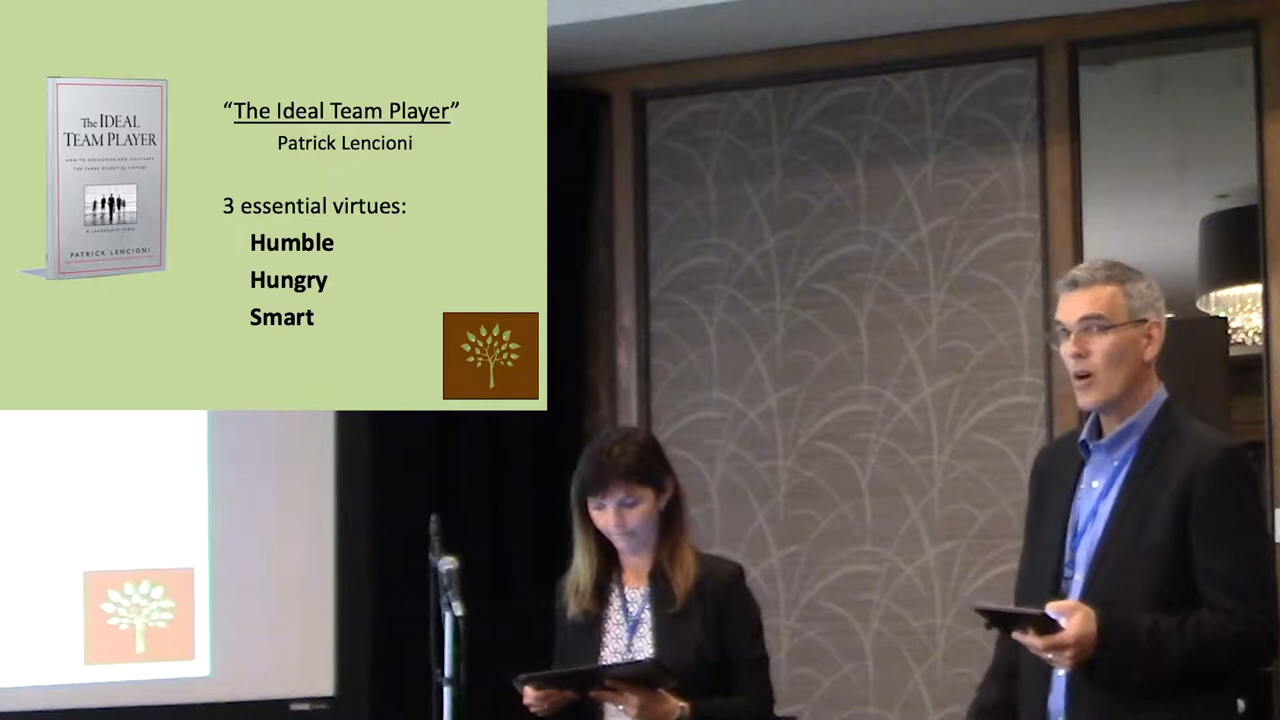 The IDEAL
TEAM PLAYER
HOW TO RECOGNIZE AND CULTIVATE
THE THREE ESSENTIAL VIRTUES
A LEADERSHIP FABLE
PATRICK LENCIONI
“The Ideal Team Player”
Patrick Lencioni
3 essential virtues:
Humble
Hungry
Smart